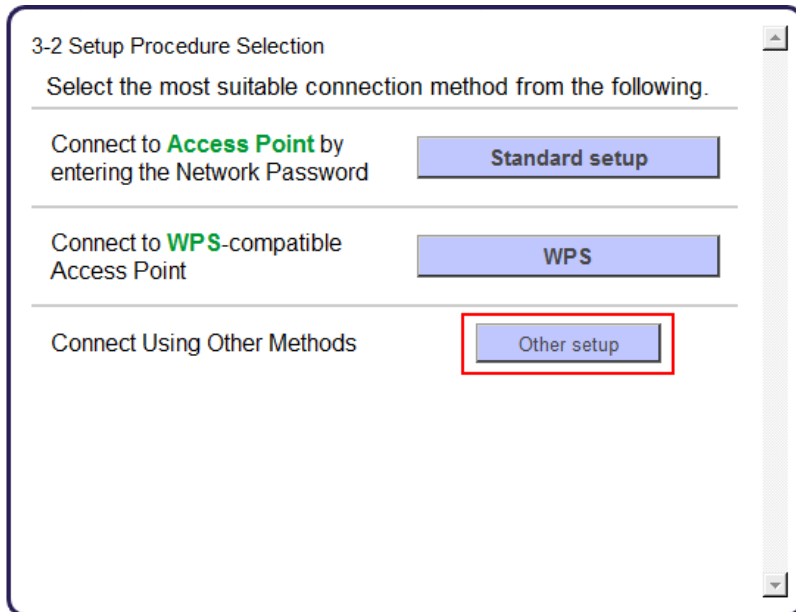 3-2 Setup Procedure Selection
Select the most suitable connection method from the following.
Connect to Access Point by
entering the Network Password
Standard setup
Connect to WPS-compatible
Access Point
WPS
Connect Using Other Methods
Other setup